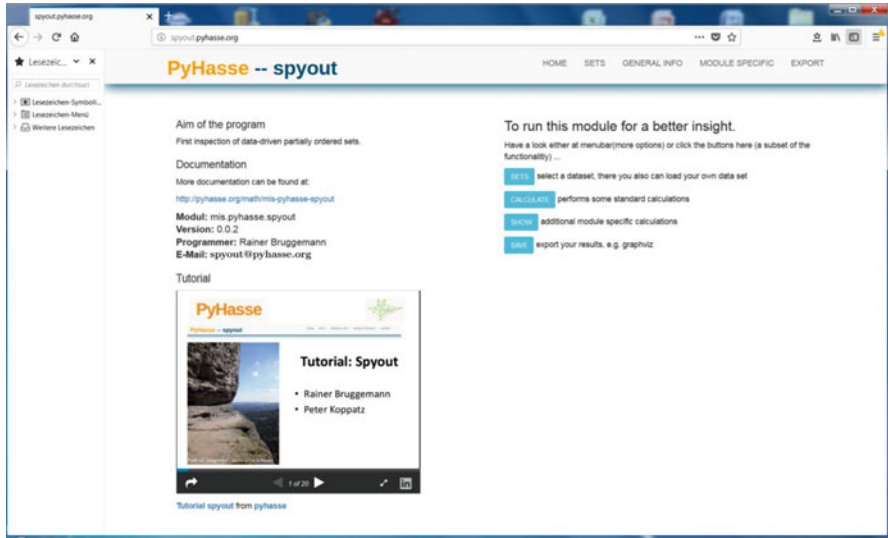 spyout.pyhasse.org
spyout.pyhasse.org
Lesezeic...
Lesezeichen durchsuchen
Lesezeichen-Symboll...
Lesezeichen-Menü
Weitere Lesezeichen
PyHasse -- spyout
HOME SETS GENERAL INFO MODULE SPECIFIC EXPORT
Aim of the program
First inspection of data-driven partially ordered sets.
Documentation
More documentation can be found at:
http://pyhasse.org/math/mis-pyhasse-spyout
Modul: mis.pyhasse.spyout
Version: 0.0.2
Programmer: Rainer Bruggemann
E-Mail: spyout@pyhasse.org
Tutorial
PyHasse
PyHasse -- spyout
Tutorial: Spyout
• Rainer Bruggemann
• Peter Koppatz
1 of 20
in
Tutorial spyout from pyhasse
To run this module for a better insight.
Have a look either at menubar(more options) or click the buttons here (a subset of the
functionaltiy) ...
SETS select a dataset, there you also can load your own data set
CALCULATE performs some standard calculations
SHOW additional module specific calculations
SAVE export your results, e.g. graphviz